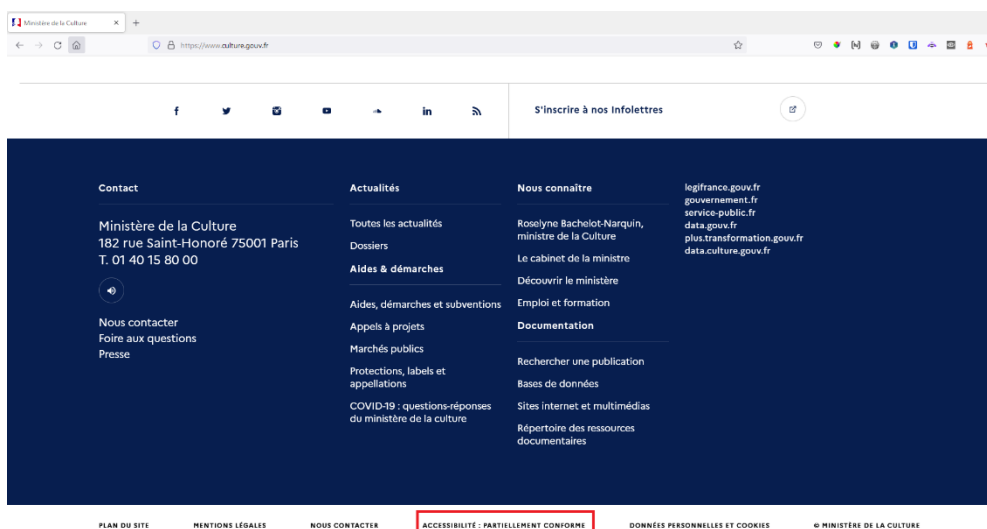 Ministère de la Culture
https://www.culture.gouv.fr
S'inscrire à nos Infolettres
Contact
Ministère de la Culture
182 rue Saint-Honoré 75001 Paris
T. 01 40 15 80 00
Nous contacter
Foire aux questions
Presse
Actualités
Toutes les actualités
Dossiers
Aides & démarches
Aides, démarches et subventions
Appels à projets
Marchés publics
Protections, labels et
appellations
COVID-19 : questions-réponses
du ministère de la culture
Nous connaître
Roselyne Bachelot-Narquin,
ministre de la Culture
Le cabinet de la ministre
Découvrir le ministère
Emploi et formation
Documentation
Rechercher une publication
Bases de données
Sites internet et multimédias
Répertoire des ressources
documentaires
legifrance.gouv.fr
gouvernement.fr
service-public.fr
data.gouv.fr
plus.transformation.gouv.fr
data.culture.gouv.fr
PLAN DU SITE MENTIONS LÉGALES NOUS CONTACTER ACCESSIBILITÉ : PARTIELLEMENT CONFORME DONNÉES PERSONNELLES ET COOKIES © MINISTÈRE DE LA CULTURE